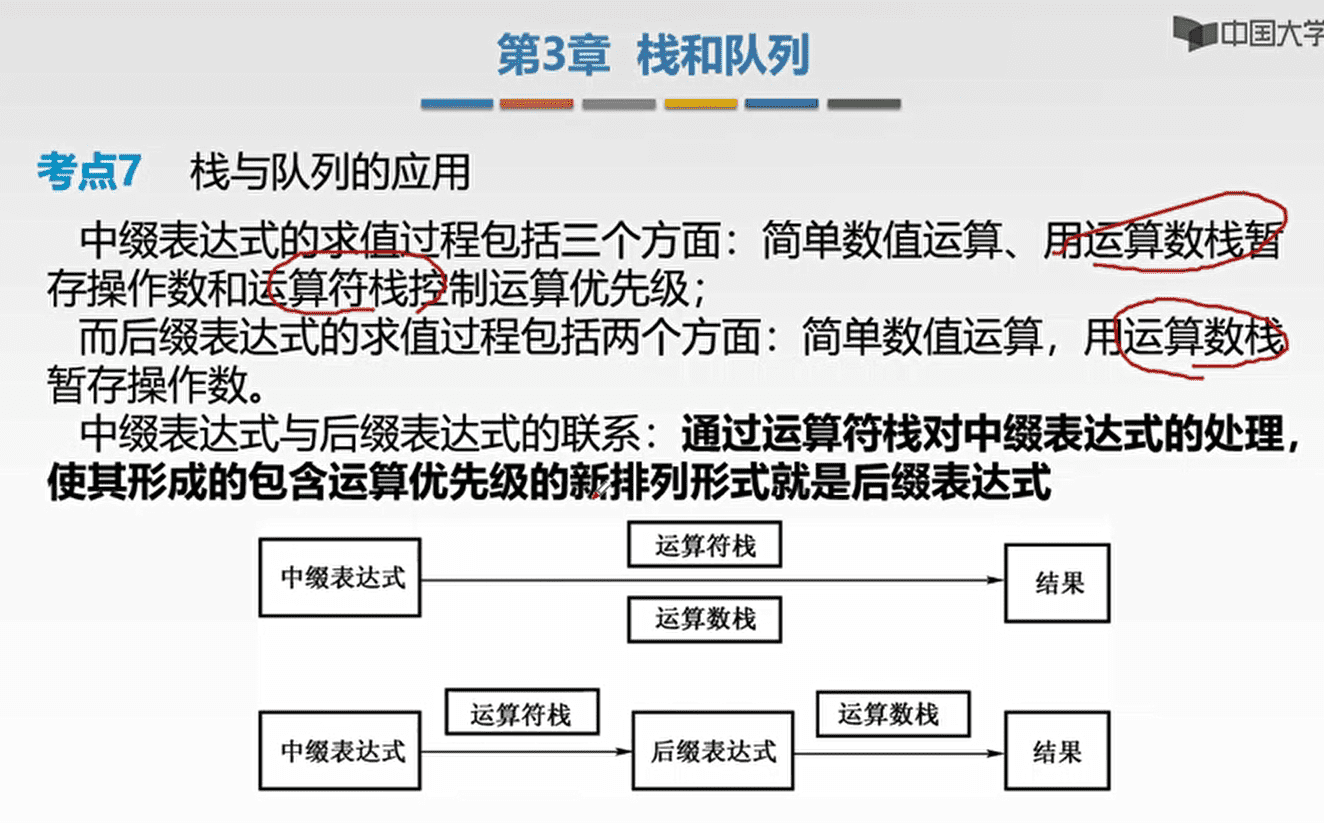 中国大学
第3章 栈和队列
考点7 栈与队列的应用
中缀表达式的求值过程包括三个方面：简单数值运算、用运算数栈暂
存操作数和运算符栈控制运算优先级；
而后缀表达式的求值过程包括两个方面：简单数值运算，用运算数栈
暂存操作数。
中缀表达式与后缀表达式的联系：通过运算符栈对中缀表达式的处理，
使其形成的包含运算优先级的新排列形式就是后缀表达式
运算符栈
中缀表达式
结果
运算数栈
运算符栈
运算数栈
中缀表达式
后缀表达式
结果